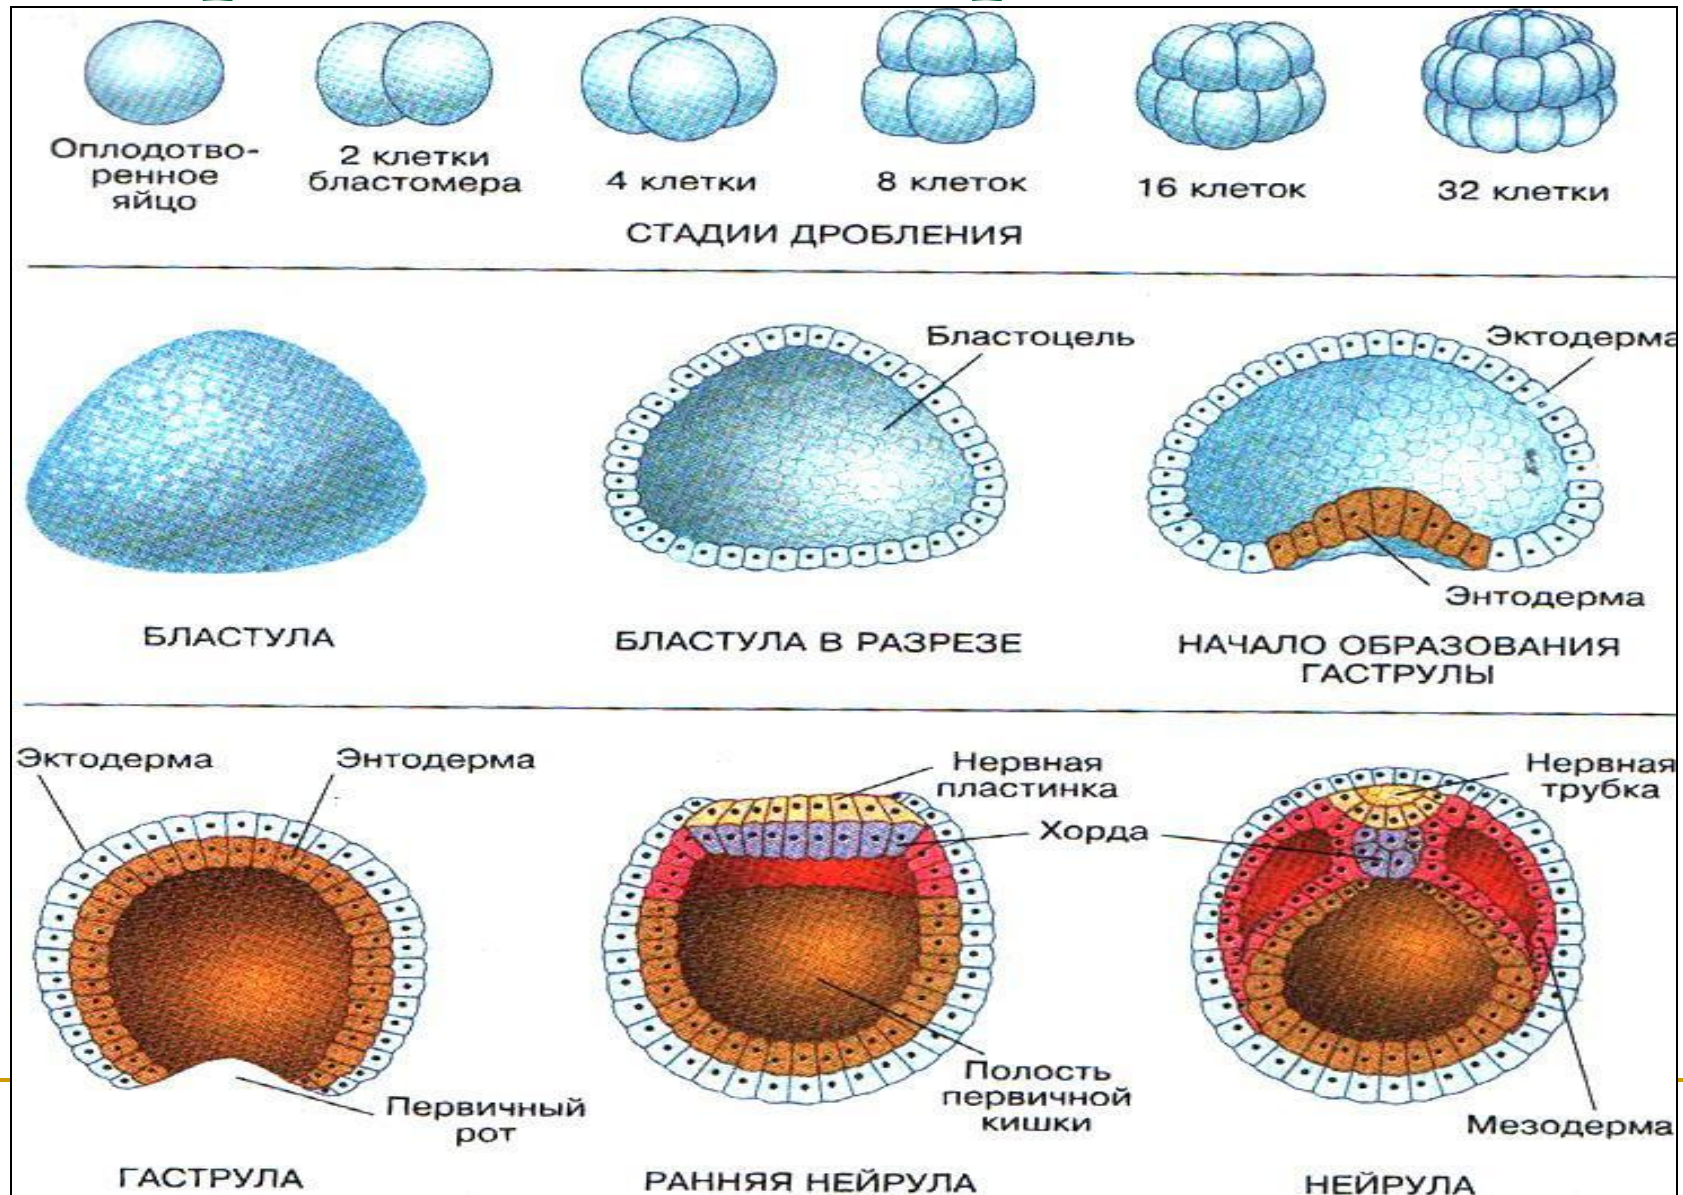 Оплодотво-
ренное
яйцо
2 клетки
бластомера
4 клетки
8 клеток
16 клеток
32 клетки
СТАДИИ ДРОБЛЕНИЯ
Бластоцель
Эктодерма
Энтодерма
БЛАСТУЛА
БЛАСТУЛА В РАЗРЕЗЕ
НАЧАЛО ОБРАЗОВАНИЯ
ГАСТРУЛЫ
Эктодерма
Энтодерма
Нервная
пластинка
Нервная
трубка
Хорда
Первичный
рот
Полость
первичной
кишки
Мезодерма
ГАСТРУЛА
РАННЯЯ НЕЙРУЛА
НЕЙРУЛА